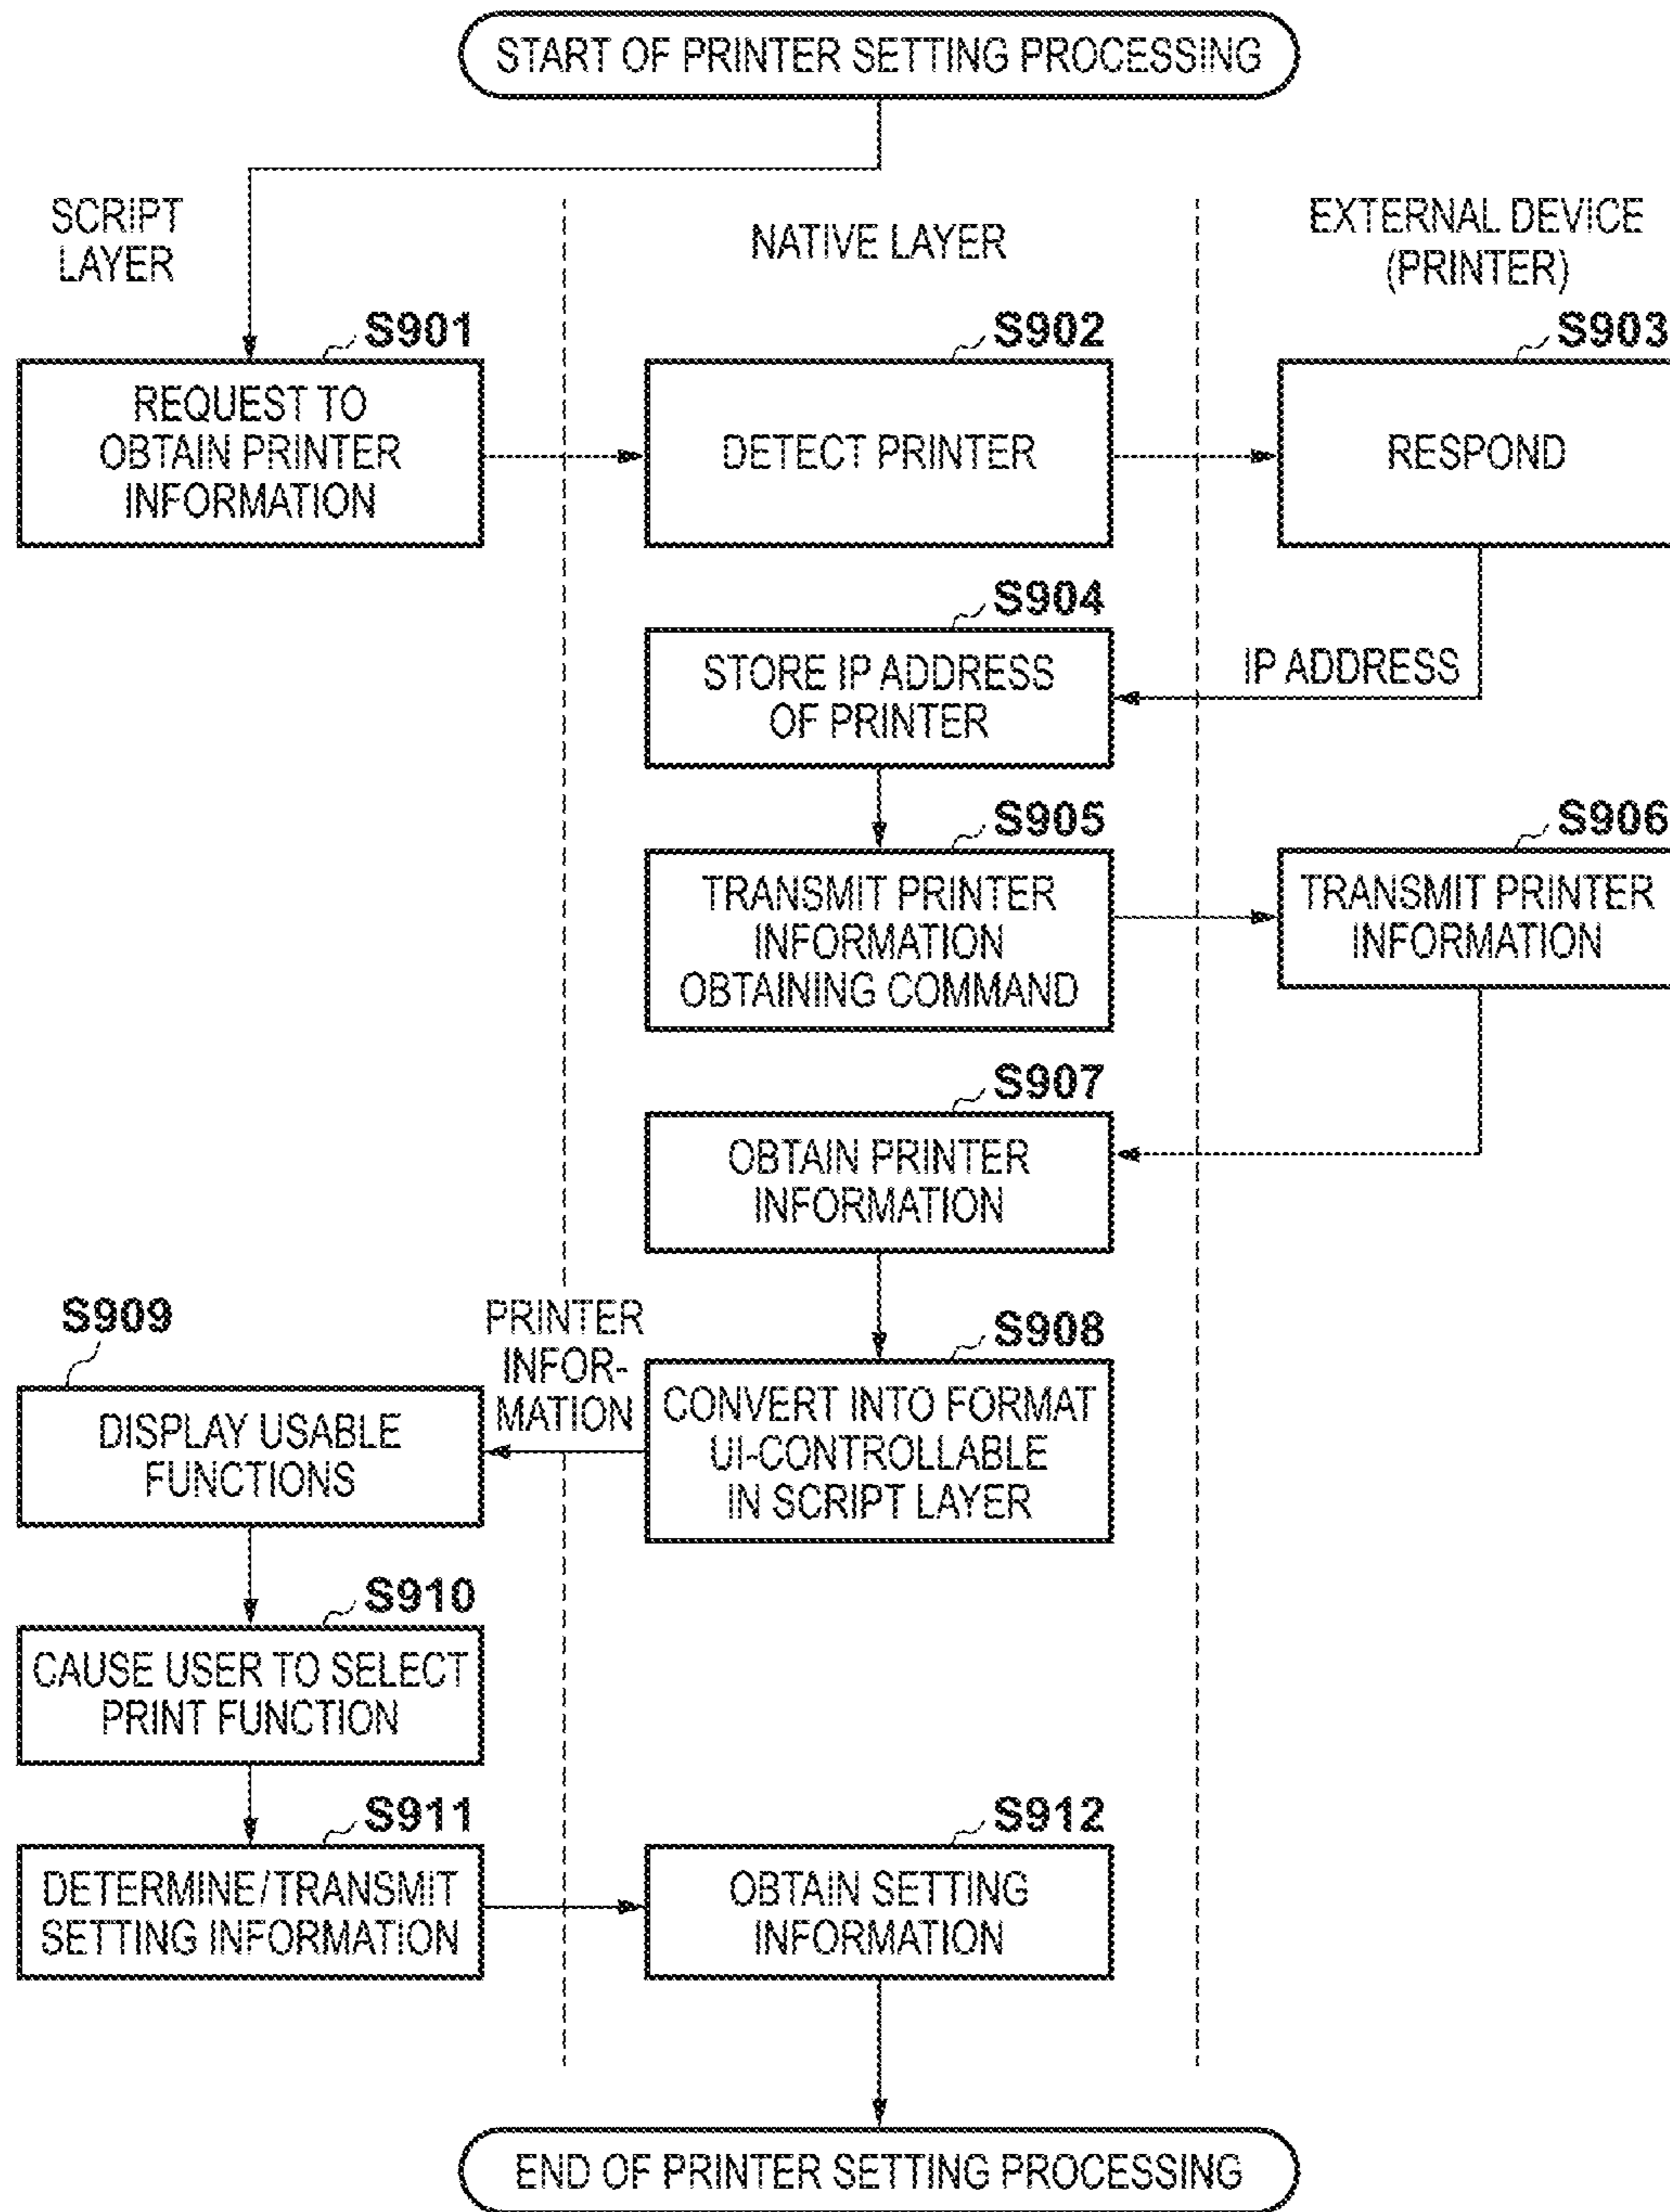 START OF PRINTER SETTING PROCESSING
SCRIPT
LAYER
NATIVE LAYER
EXTERNAL DEVICE
(PRINTER)
S901
REQUEST TO
OBTAIN PRINTER
INFORMATION
S902
DETECT PRINTER
S903
RESPOND
S904
STORE IP ADDRESS
OF PRINTER
IP ADDRESS
S905
TRANSMIT PRINTER
INFORMATION
OBTAINING COMMAND
S906
TRANSMIT PRINTER
INFORMATION
S907
OBTAIN PRINTER
INFORMATION
S908
CONVERT INTO FORMAT
UI-CONTROLLABLE
IN SCRIPT LAYER
PRINTER
INFOR-
MATION
S909
DISPLAY USABLE
FUNCTIONS
S910
CAUSE USER TO SELECT
PRINT FUNCTION
S911
DETERMINE/TRANSMIT
SETTING INFORMATION
S912
OBTAIN SETTING
INFORMATION
END OF PRINTER SETTING PROCESSING